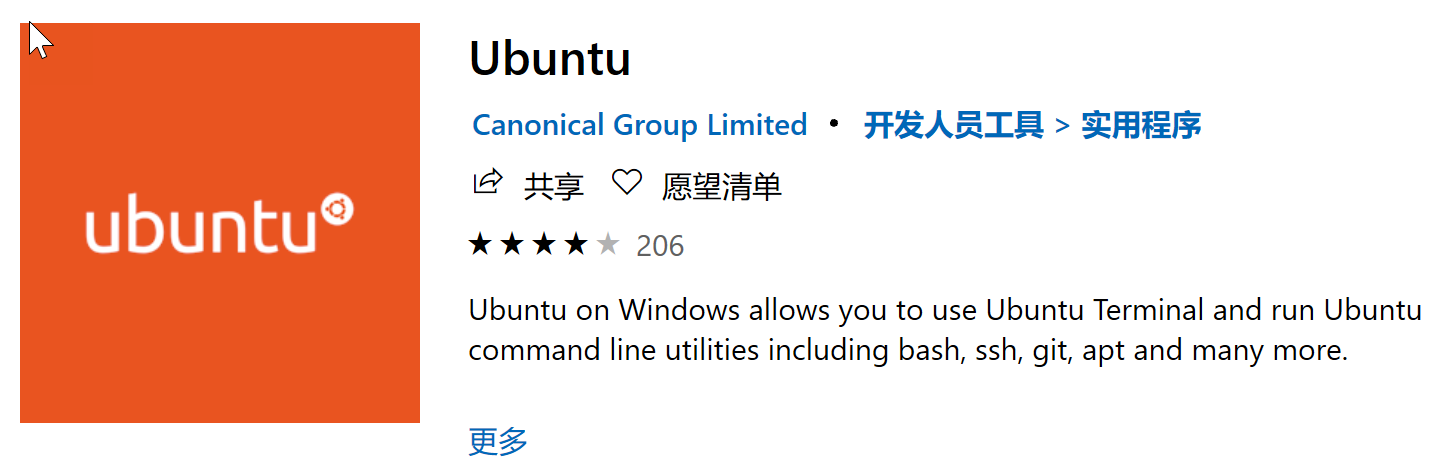 ubuntu
Ubuntu
Canonical Group Limited • 开发人员工具 > 实用程序
共享 愿望清单
206
Ubuntu on Windows allows you to use Ubuntu Terminal and run Ubuntu
command line utilities including bash, ssh, git, apt and many more.
更多